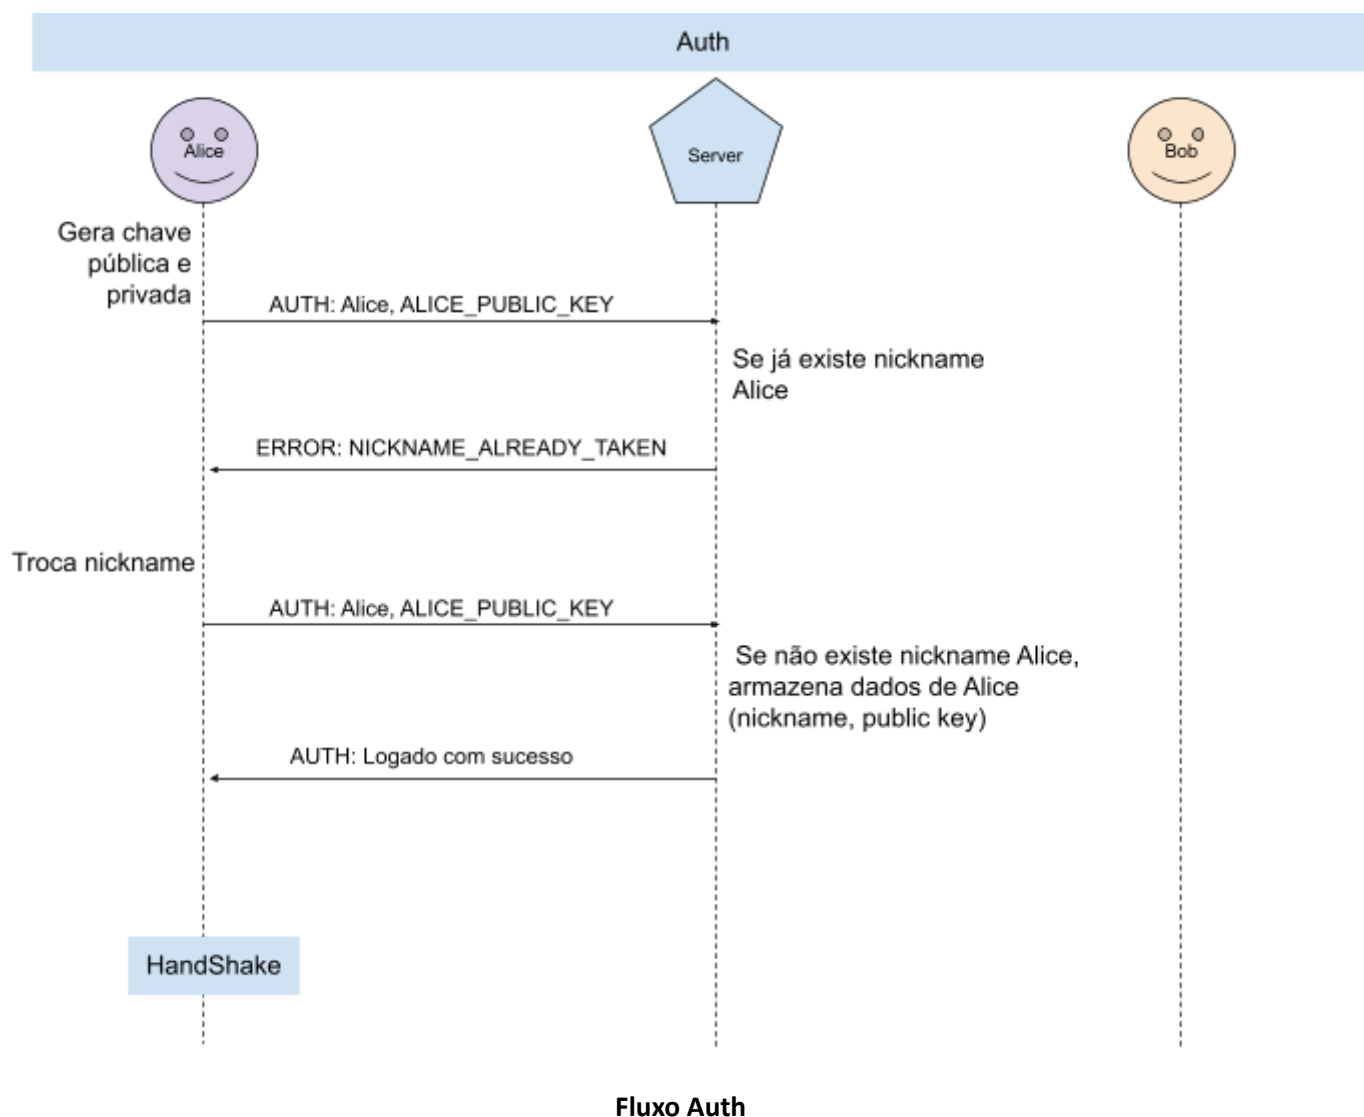 Auth
Alice
Server
Bob
Gera chave
pública e
privada
AUTH: Alice, ALICE_PUBLIC_KEY
Se já existe nickname
Alice
ERROR: NICKNAME_ALREADY_TAKEN
Troca nickname
AUTH: Alice, ALICE_PUBLIC_KEY
Se não existe nickname Alice,
armazena dados de Alice
(nickname, public key)
AUTH: Logado com sucesso
HandShake
Fluxo Auth